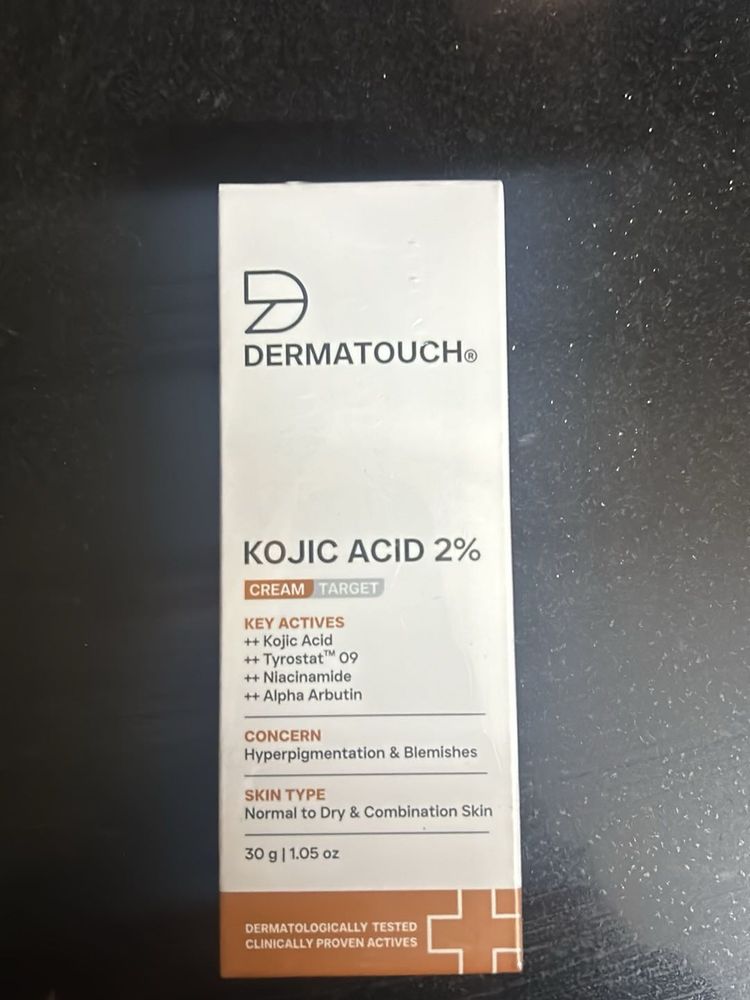 DERMATOUCH®
KOJIC ACID 2%
CREAM TARGET
KEY ACTIVES
++ Kojic Acid
++ Tyrostat™ 09
++ Niacinamide
++ Alpha Arbutin
CONCERN
Hyperpigmentation & Blemishes
SKIN TYPE
Normal to Dry & Combination Skin
30 g | 1.05 oz
DERMATOLOGICALLY TESTED
CLINICALLY PROVEN ACTIVES